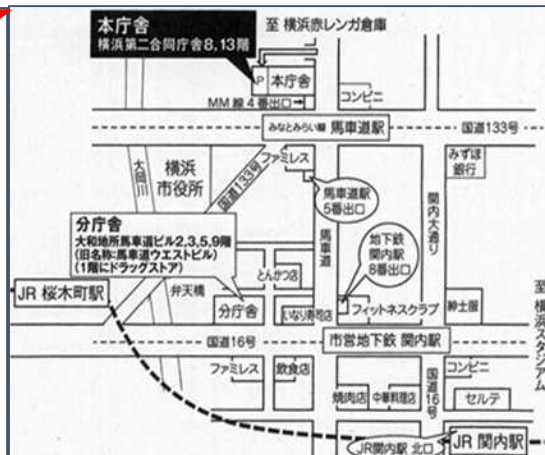 本庁舎
横浜第二合同庁舎8,13階
至 横浜赤レンガ倉庫
P
本庁舎
MM線4番出口→
コンビニ
みなとみらい線 馬車道駅
国道133号
ファミレス
みずほ
銀行
大岡川
横浜
市役所
国道133号
馬車道駅
5番出口
馬車道
関内大通り
地下鉄
関内駅
8番出口
分庁舎
大和地所馬車道ビル2,3,5,9階
(旧名称:馬車道ウエストビル)
(1階にドラックストア)
とんかつ店
JR 桜木町駅
弁天橋
分庁舎
いなり寿司店
フィットネスクラブ
紳士服
至 横浜スタジアム
国道16号
市営地下鉄 関内駅
ファミレス
飲食店
コンビニ
国道16号
焼肉店
中華料理店
セルテ
JR関内駅 北口
JR 関内駅